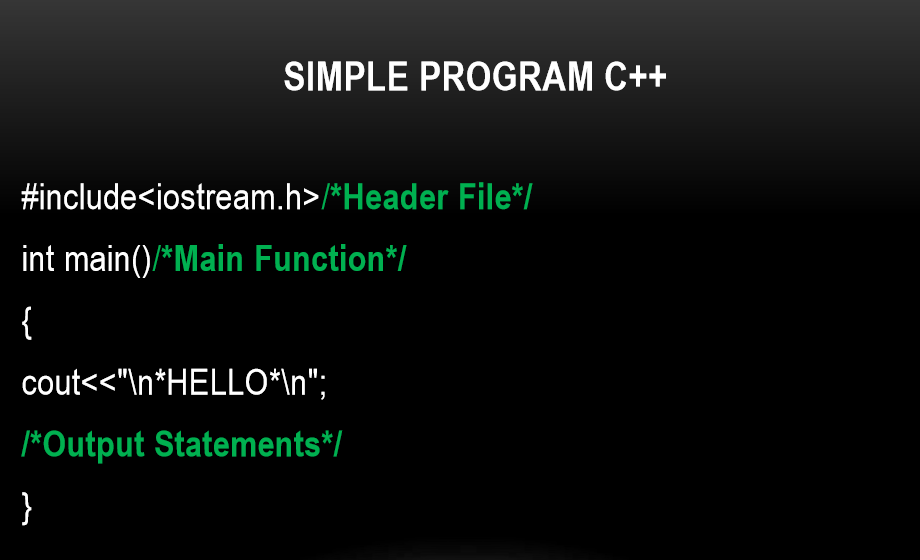 SIMPLE PROGRAM C++
#include<iostream.h>/*Header File*/
int main()/*Main Function*/
{
cout<<"\n*HELLO*\n";
/*Output Statements*/
}